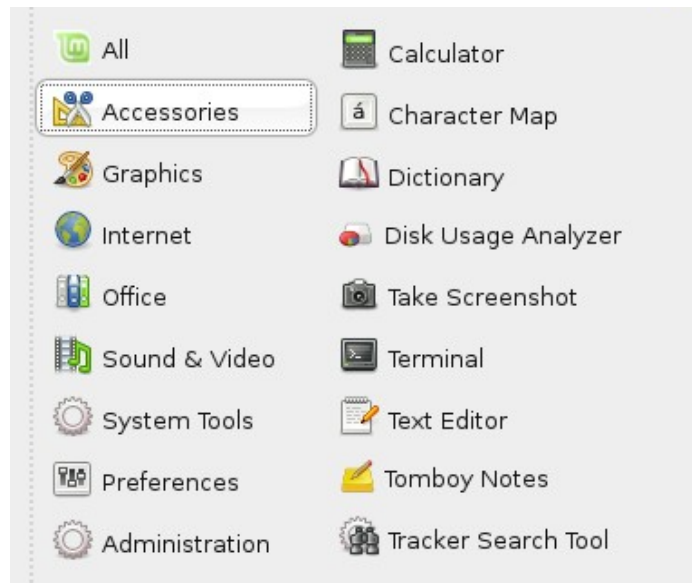 All
Accessories
Graphics
Internet
Office
Sound & Video
System Tools
Preferences
Administration
Calculator
Character Map
Dictionary
Disk Usage Analyzer
Take Screenshot
Terminal
Text Editor
Tomboy Notes
Tracker Search Tool